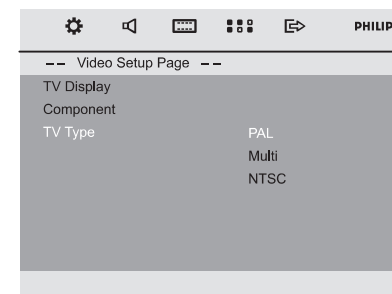 PHILIP
-- Video Setup Page --
TV Display
Component
TV Type PAL
Multi
NTSC